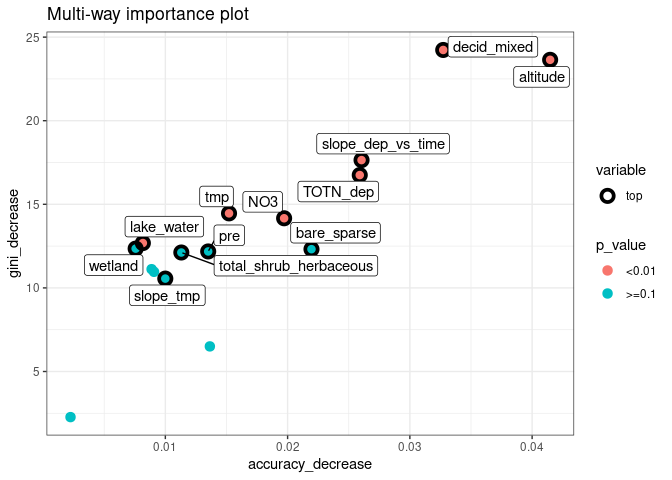 Multi-way importance plot
gini_decrease
25
20
15
10
5
decid_mixed
altitude
slope_dep_vs_time
TOTN_dep
tmp
NO3
lake_water
pre
bare_sparse
wetland
total_shrub_herbaceous
slope_tmp
0.01
0.02
0.03
0.04
accuracy_decrease
variable
top
p_value
<0.01
>=0.1